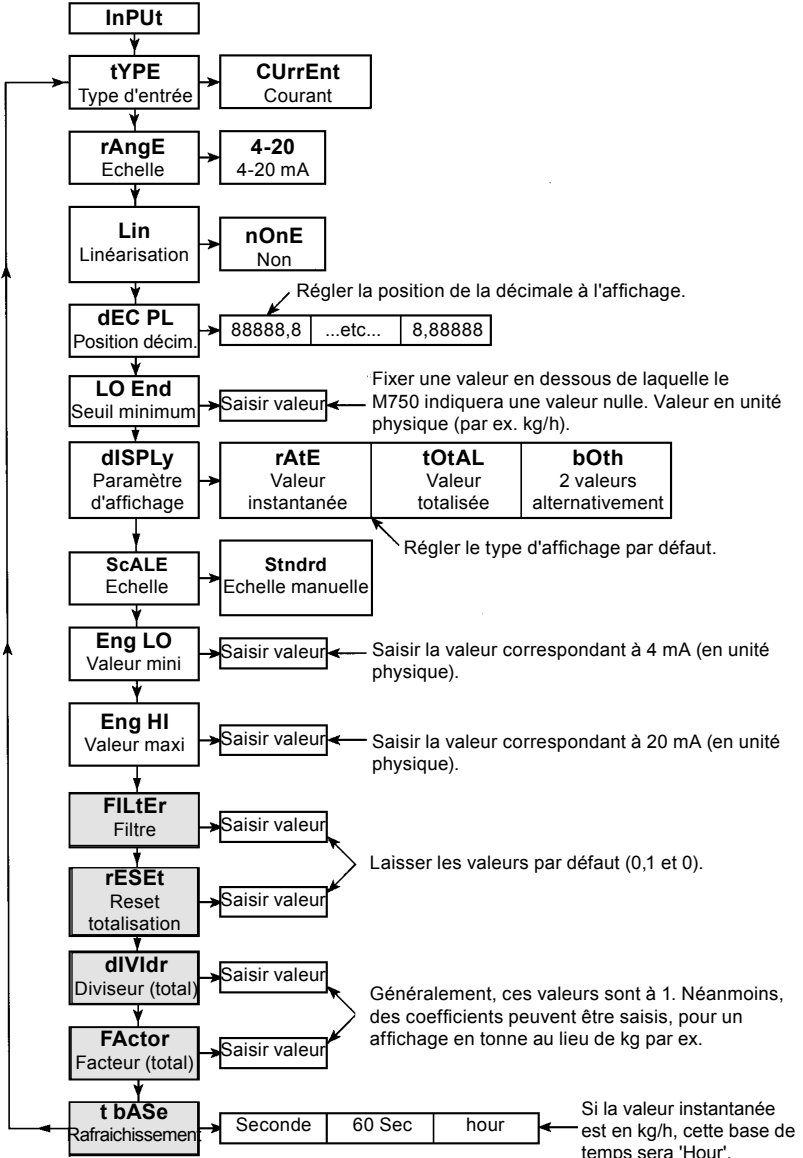 InPUt
tYPE
Type d'entrée
CUrrEnt
Courant
rAngE
Echelle
4-20
4-20 mA
Lin
Linéarisation
nOnE
Non
Régler la position de la décimale à l'affichage.
dEC PL
Position décim.
88888,8
...etc...
8,88888
LO End
Seuil minimum
Saisir valeur
Fixer une valeur en dessous de laquelle le
M750 indiquera une valeur nulle. Valeur en unité
physique (par ex. kg/h).
dISPLy
Paramètre
d'affichage
rAtE
Valeur
instantanée
tOtAL
Valeur
totalisée
bOth
2 valeurs
alternativement
Régler le type d'affichage par défaut.
ScALE
Echelle
Stndrd
Echelle manuelle
Eng LO
Valeur mini
Saisir valeur
Saisir la valeur correspondant à 4 mA (en unité
physique).
Eng HI
Valeur maxi
Saisir valeur
Saisir la valeur correspondant à 20 mA (en unité
physique).
FILtEr
Filtre
Saisir valeur
Laisser les valeurs par défaut (0,1 et 0).
rESEt
Reset
totalisation
Saisir valeur
dIVIdr
Diviseur (total)
Saisir valeur
Généralement, ces valeurs sont à 1. Néanmoins,
des coefficients peuvent être saisis, pour un
affichage en tonne au lieu de kg par ex.
FActor
Facteur (total)
Saisir valeur
t bASe
Rafraichissement
Seconde
60 Sec
hour
Si la valeur instantanée
est en kg/h, cette base de
temps sera 'Hour'.